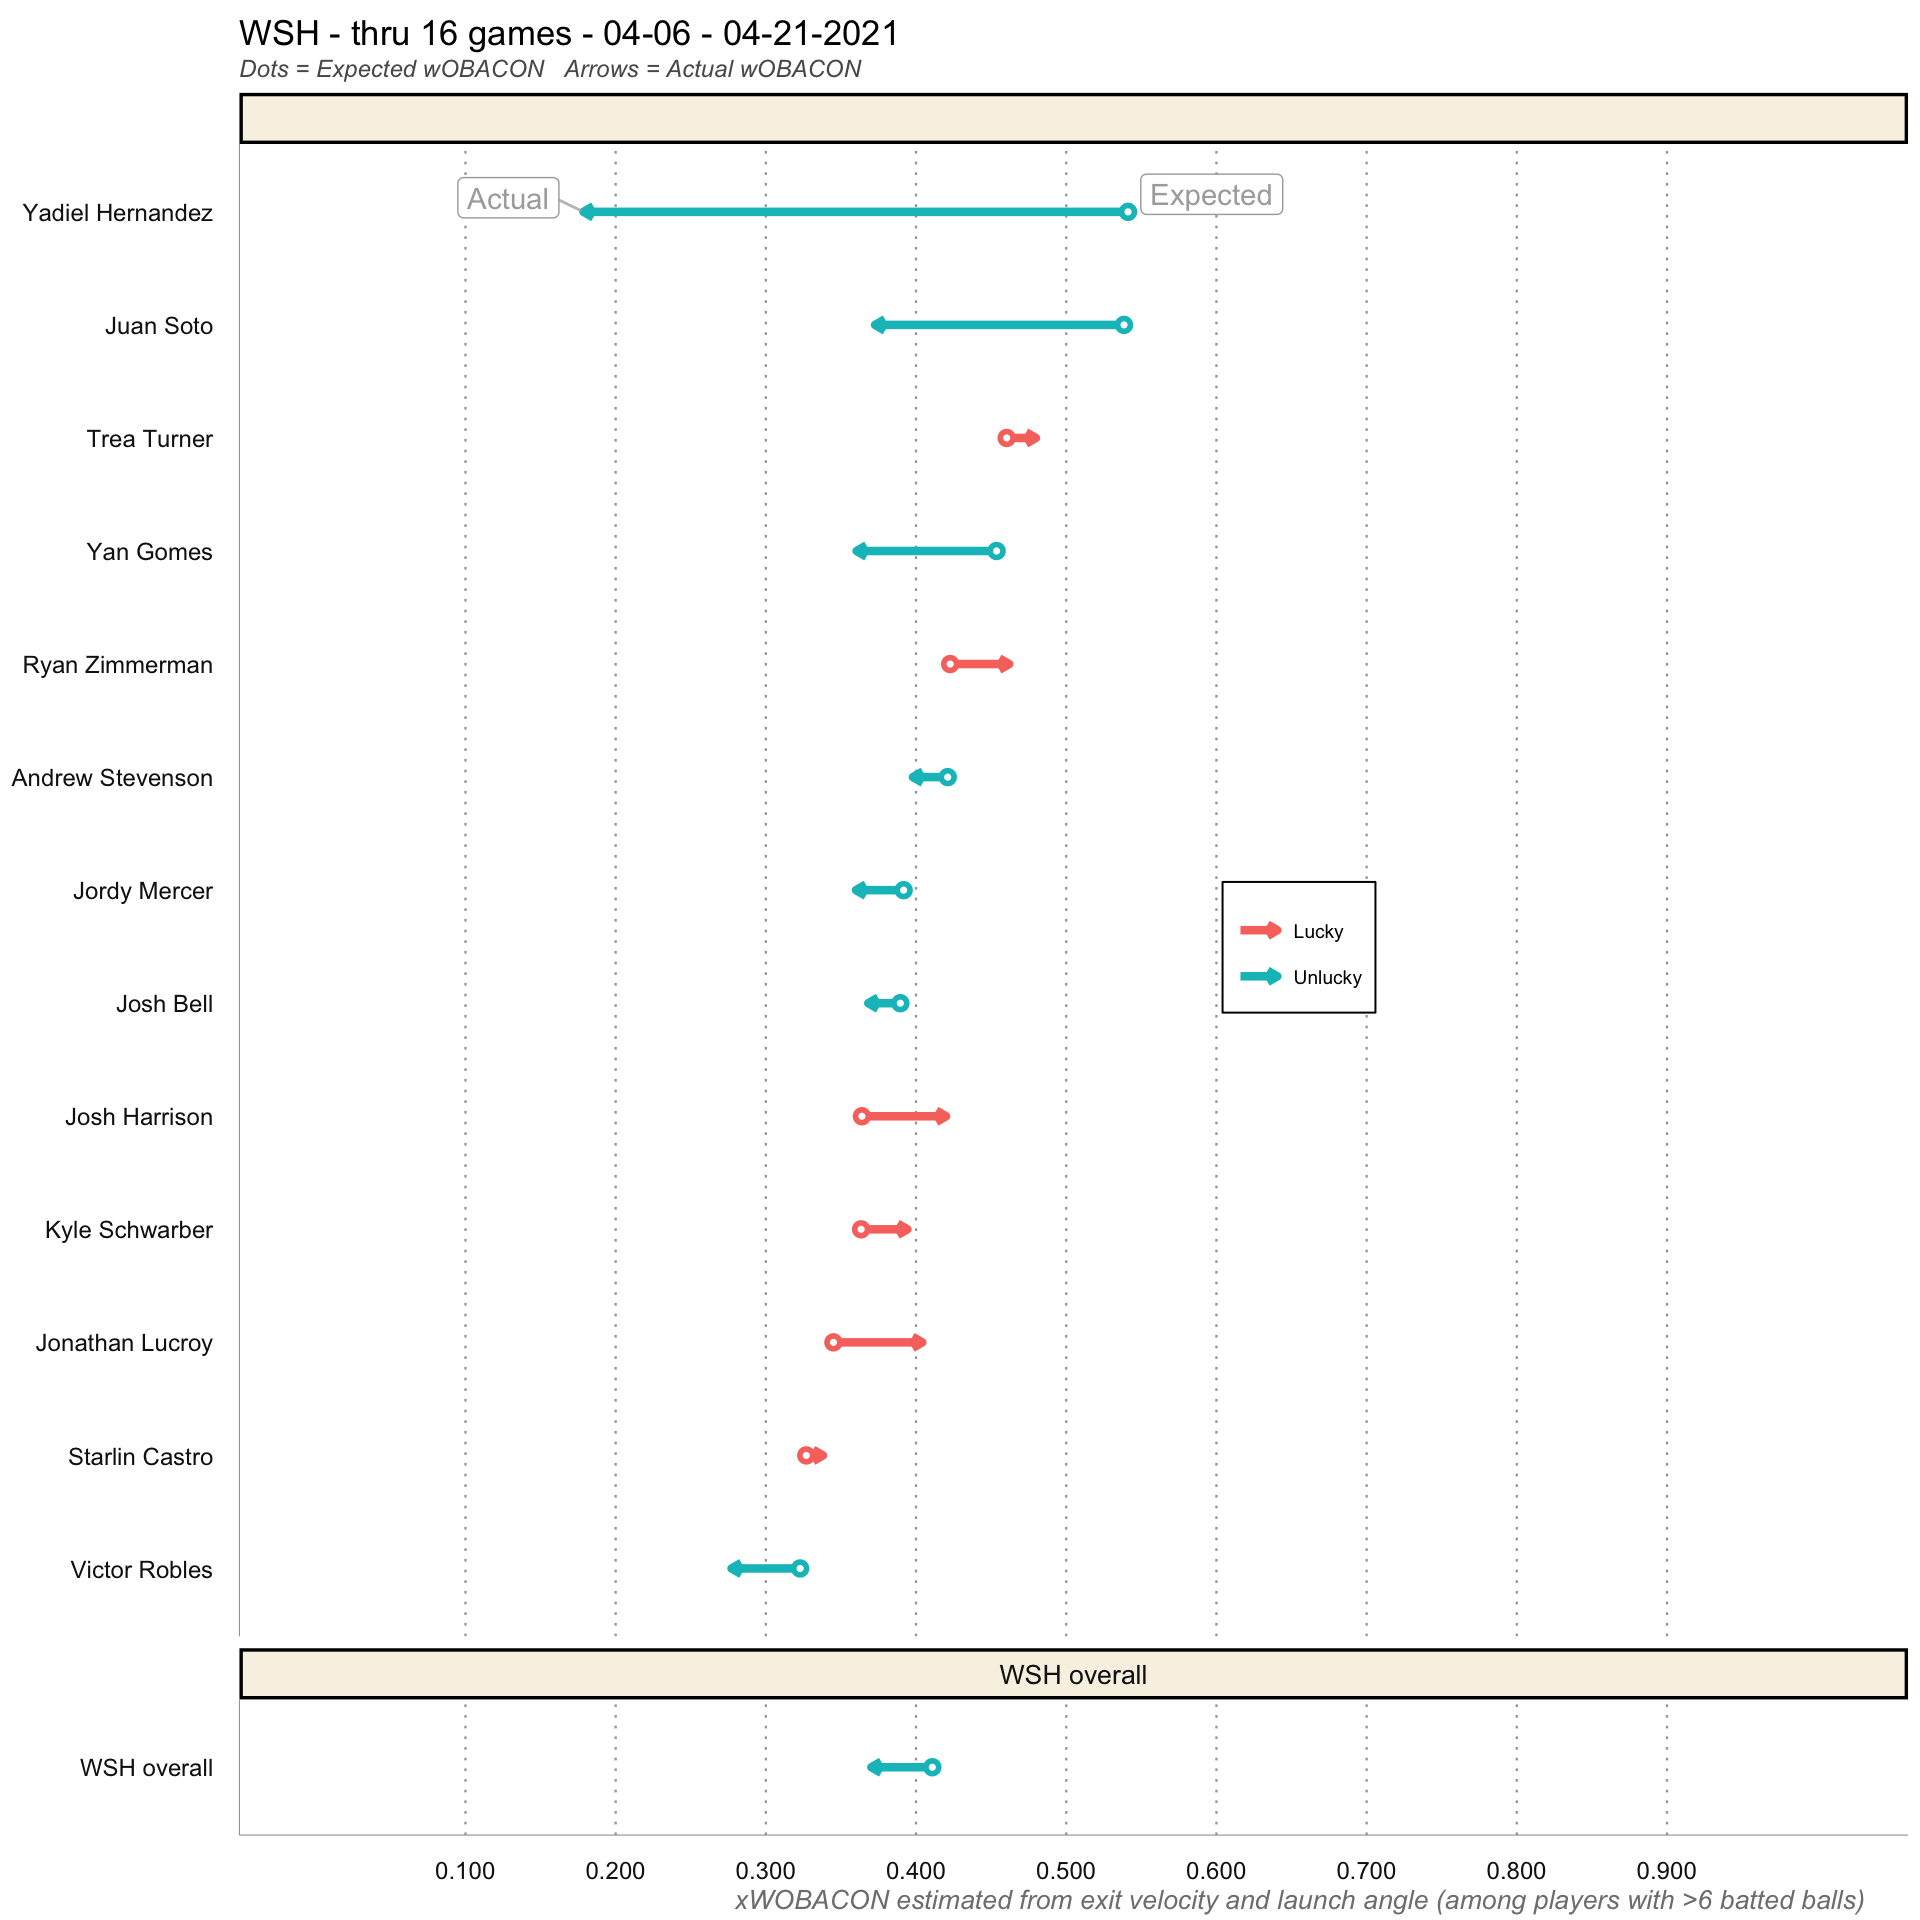 WSH - thru 16 games - 04-06 - 04-21-2021
Dots = Expected wOBACON   Arrows = Actual wOBACON
Actual
Expected
Yadiel Hernandez
Juan Soto
Trea Turner
Yan Gomes
Ryan Zimmerman
Andrew Stevenson
Jordy Mercer
Lucky
Unlucky
Josh Bell
Josh Harrison
Kyle Schwarber
Jonathan Lucroy
Starlin Castro
Victor Robles
WSH overall
WSH overall
0.100 0.200 0.300 0.400 0.500 0.600 0.700 0.800 0.900
xWOBACON estimated from exit velocity and launch angle (among players with >6 batted balls)